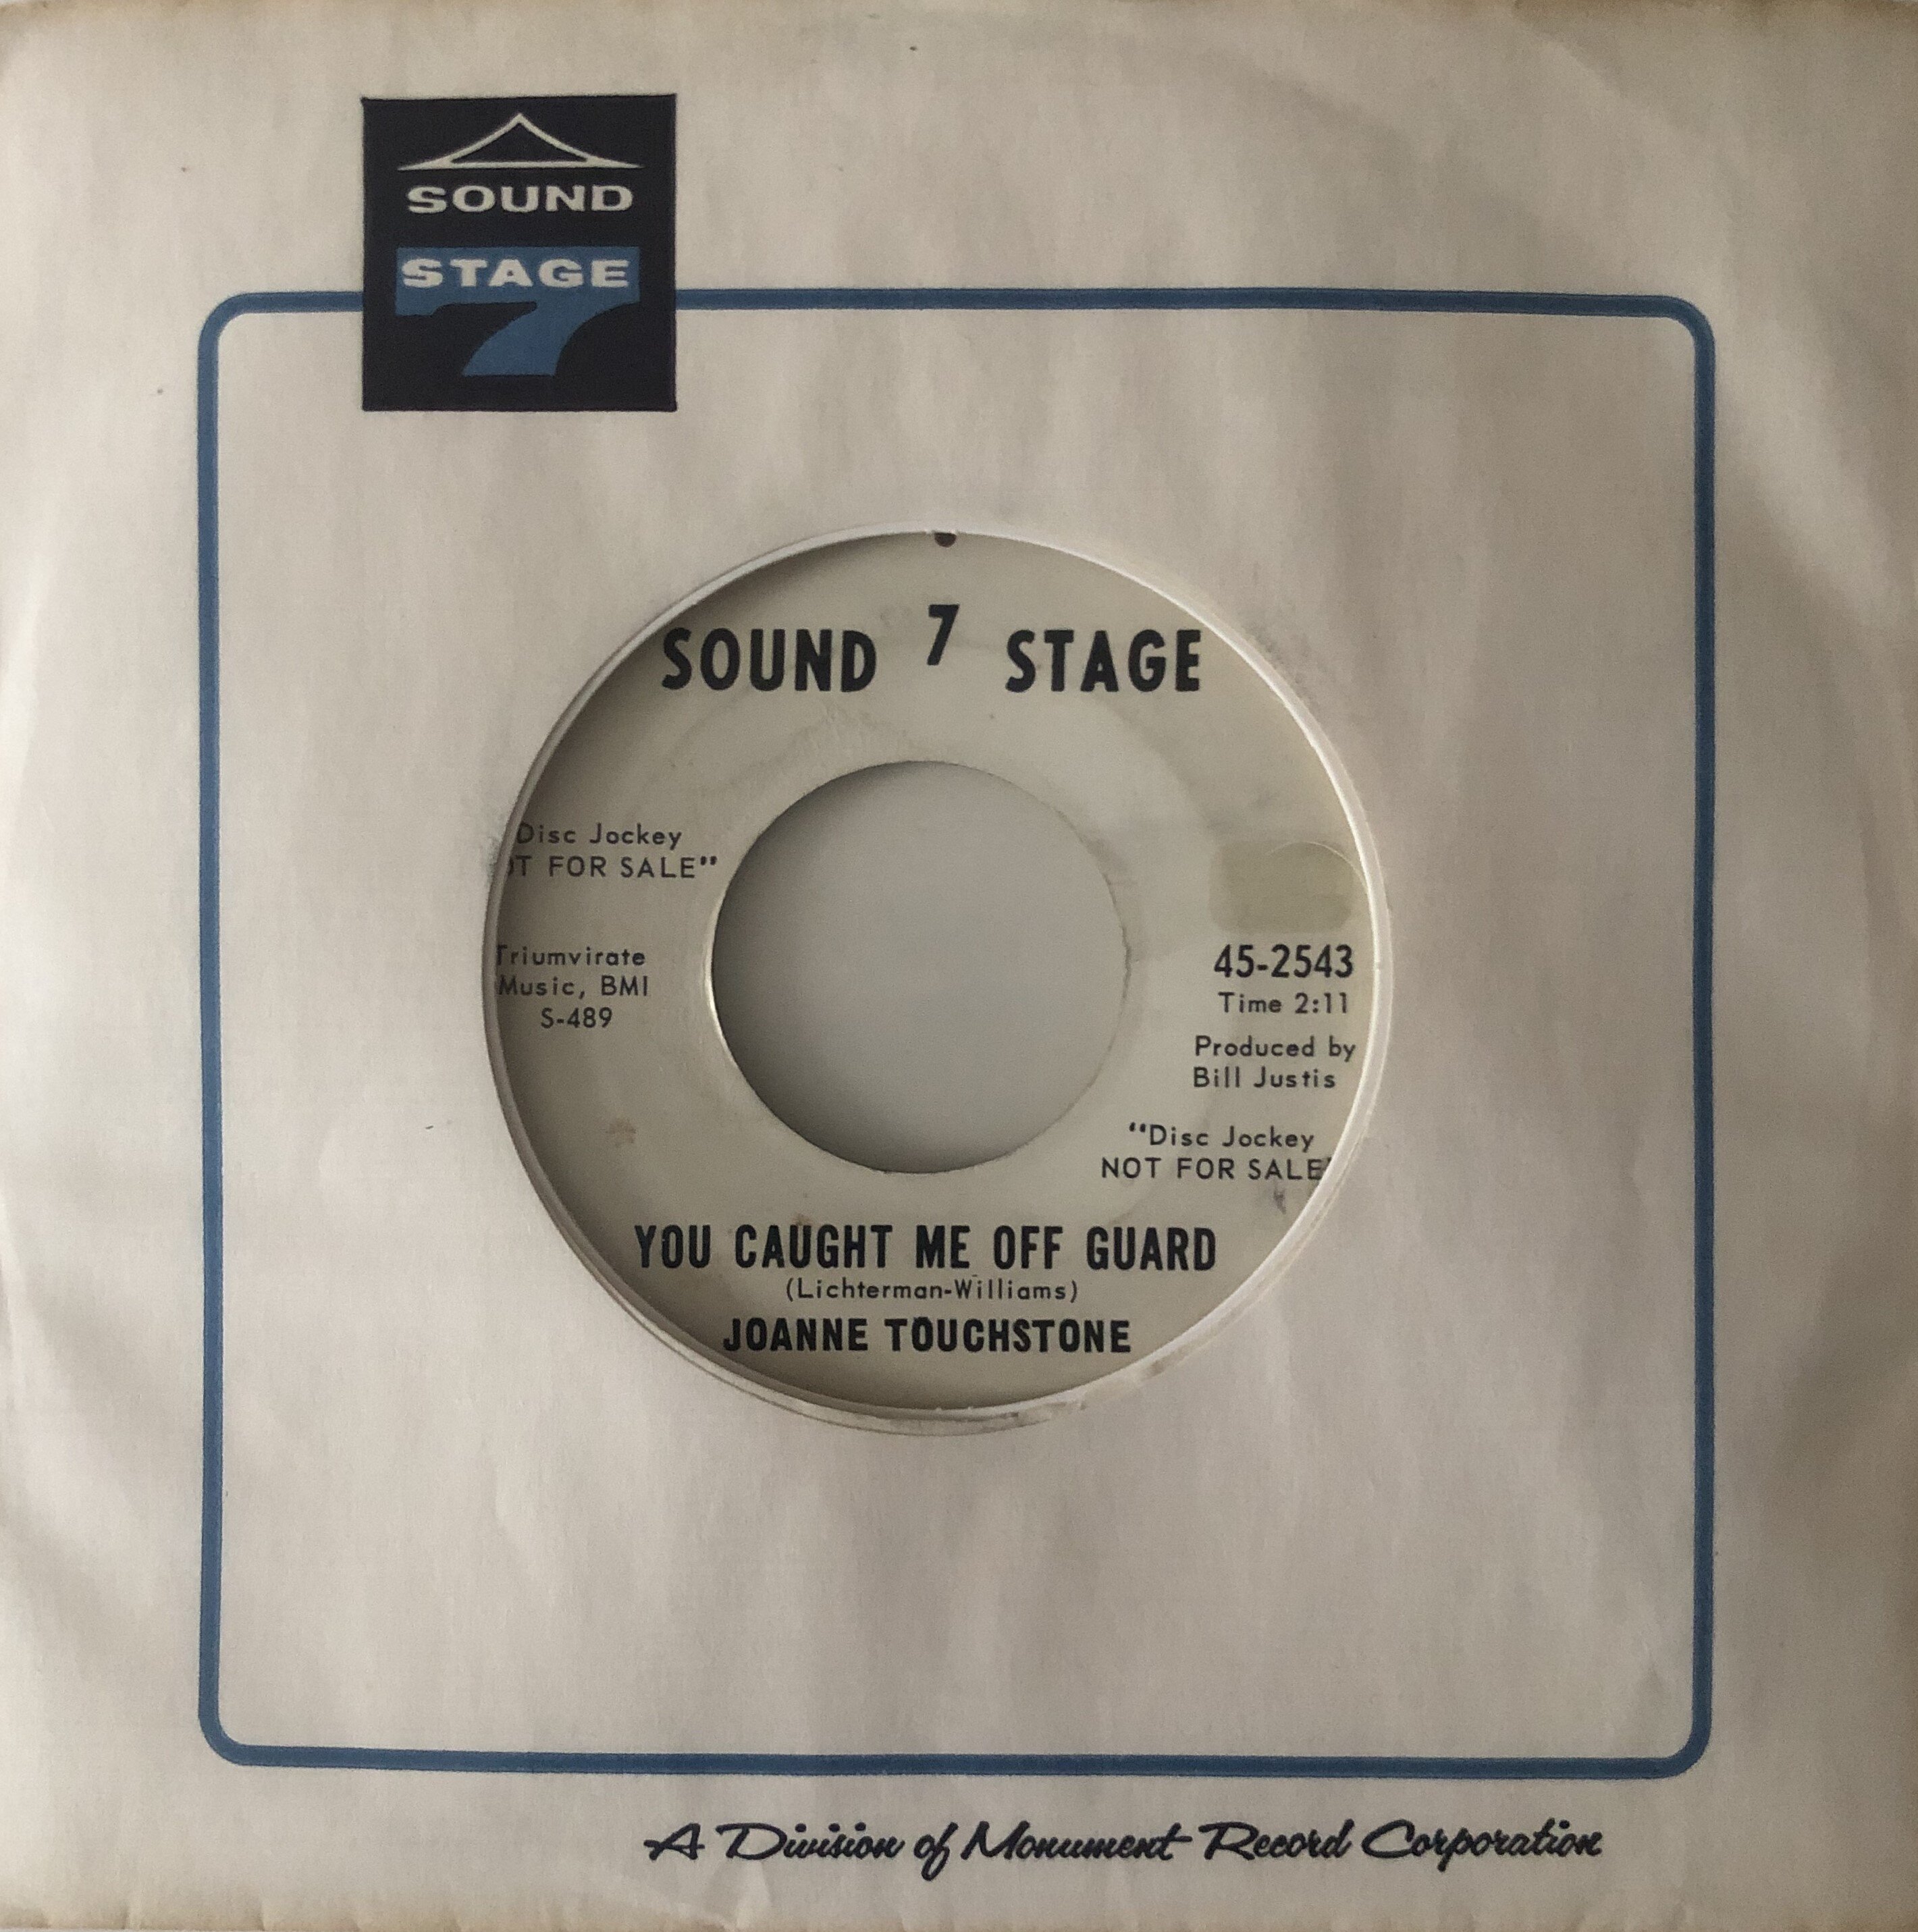 SOUND
STAGE
7
SOUND 7 STAGE
Disc Jockey
FOR SALE"
Triumvirate
Music, BMI
S-489
45-2543
Time 2:11
Produced by
Bill Justis
"Disc Jockey
NOT FOR SALE"
YOU CAUGHT ME OFF GUARD
(Lichterman-Williams)
JOANNE TOUCHSTONE
A Division of Monument Record Corporation